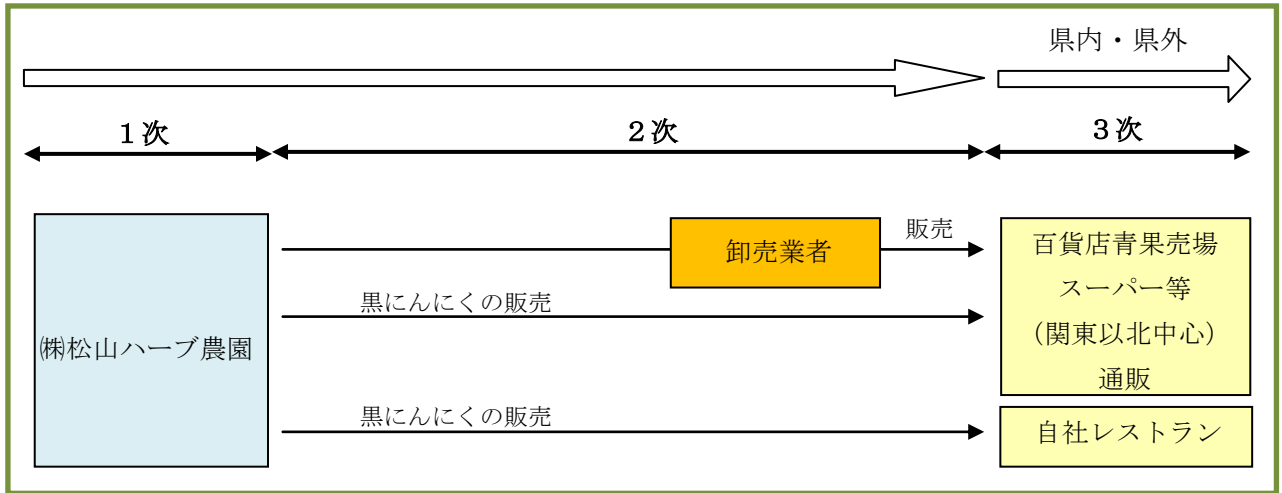 県内・県外
１次
２次
３次
㈱松山ハーブ農園
卸売業者
販売
黒にんにくの販売
黒にんにくの販売
百貨店青果売場
スーパー等
（関東以北中心）
通販
自社レストラン